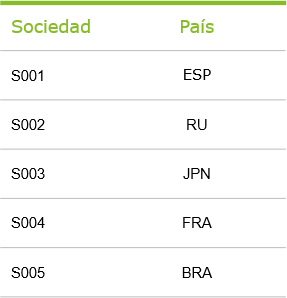 Sociedad País
S001 ESP
S002 RU
S003 JPN
S004 FRA
S005 BRA